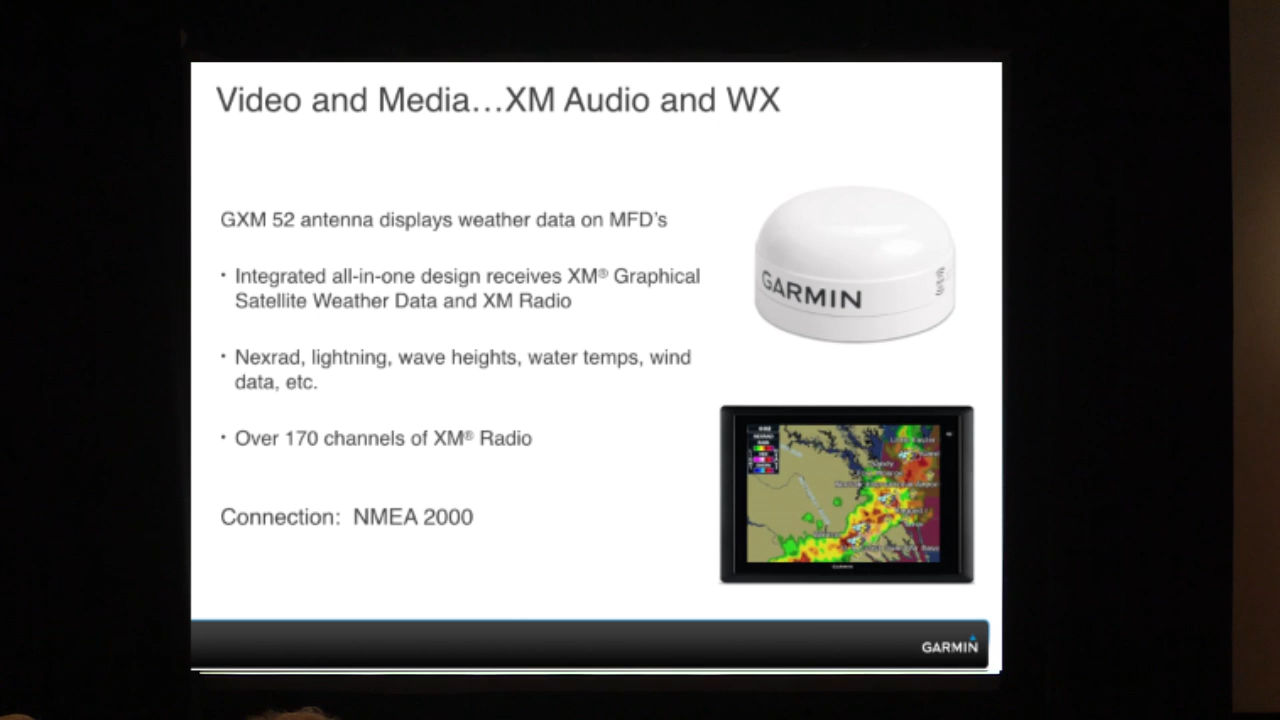 Video and Media…XM Audio and WX
GXM 52 antenna displays weather data on MFD's
• Integrated all-in-one design receives XM® Graphical
Satellite Weather Data and XM Radio
• Nexrad, lightning, wave heights, water temps, wind
data, etc.
• Over 170 channels of XM® Radio
Connection: NMEA 2000
GARMIN
GARMIN
GARMIN